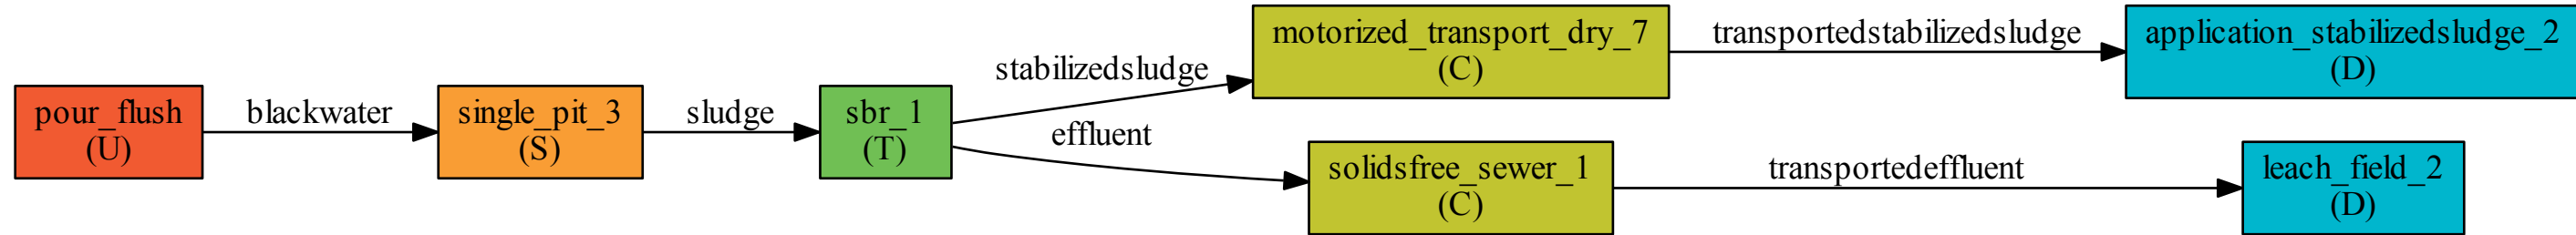 pour_flush
(U)
blackwater
single_pit_3
(S)
sludge
sbr_1
(T)
stabilizedsludge
effluent
motorized_transport_dry_7
(C)
transportedstabilizedsludge
application_stabilizedsludge_2
(D)
solidsfree_sewer_1
(C)
transportedeffluent
leach_field_2
(D)